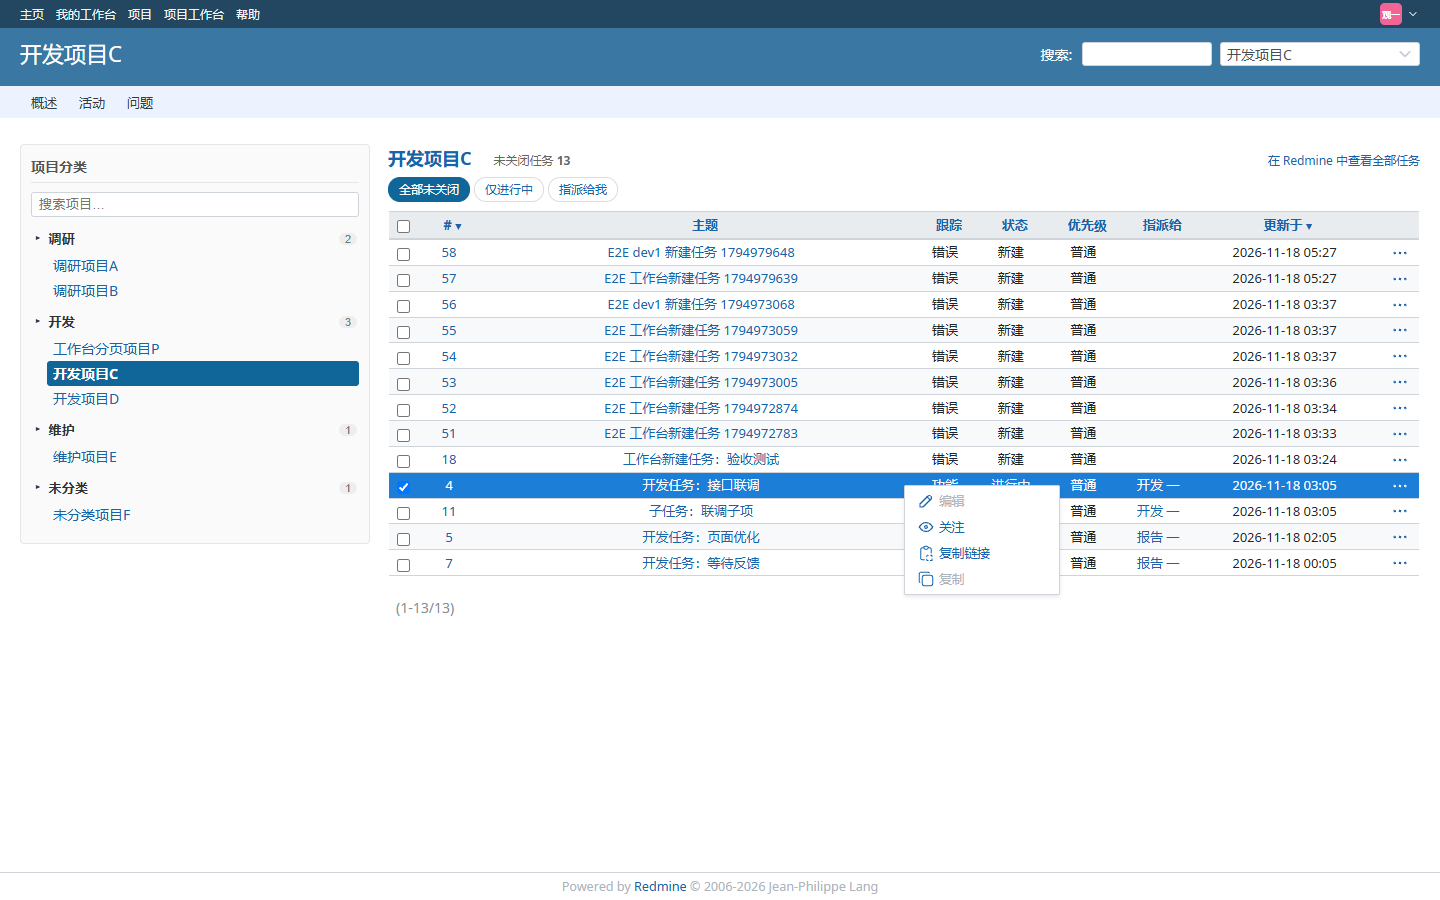 主页 我的工作台 项目 项目工作台 帮助
开发项目C
搜索: 开发项目C
概述 活动 问题
项目分类
搜索项目...
调研 2
调研项目A
调研项目B
开发 3
工作台分页项目P
开发项目C
开发项目D
维护 1
维护项目E
未分类 1
未分类项目F
开发项目C 未关闭任务 13 在 Redmine 中查看全部任务
全部未关闭 仅进行中 指派给我
# 主题 跟踪 状态 优先级 指派给 更新于
58 E2E dev1 新建任务 1794979648 错误 新建 普通 2026-11-18 05:27
57 E2E 工作台新建任务 1794979639 错误 新建 普通 2026-11-18 05:27
56 E2E dev1 新建任务 1794973068 错误 新建 普通 2026-11-18 03:37
55 E2E 工作台新建任务 1794973059 错误 新建 普通 2026-11-18 03:37
54 E2E 工作台新建任务 1794973032 错误 新建 普通 2026-11-18 03:37
53 E2E 工作台新建任务 1794973005 错误 新建 普通 2026-11-18 03:36
52 E2E 工作台新建任务 1794972874 错误 新建 普通 2026-11-18 03:34
51 E2E 工作台新建任务 1794972783 错误 新建 普通 2026-11-18 03:33
18 工作台新建任务：验收测试 错误 新建 普通 2026-11-18 03:24
4 开发任务：接口联调 功能 进行中 普通 开发 一 2026-11-18 03:05
11 子任务：联调子项 普通 开发 一 2026-11-18 03:05
5 开发任务：页面优化 普通 报告 一 2026-11-18 02:05
7 开发任务：等待反馈 普通 报告 一 2026-11-18 00:05
编辑
关注
复制链接
复制
(1-13/13)
Powered by Redmine © 2006-2026 Jean-Philippe Lang